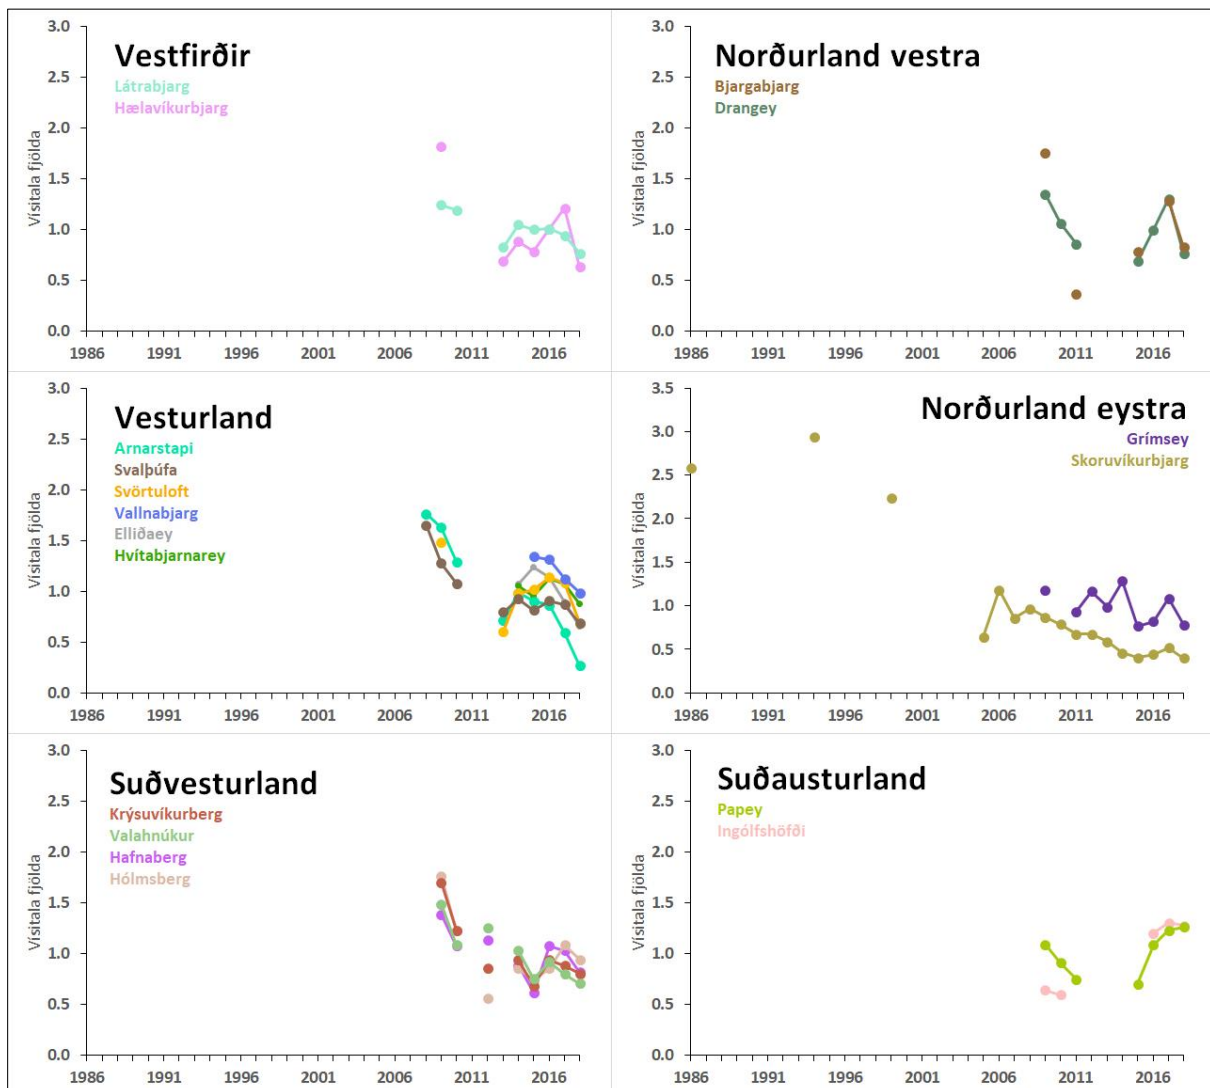 Vestfirðir
Látrabjarg
Hælavíkurbjarg
Vísitala fjölda
3.0
2.5
2.0
1.5
1.0
0.5
0.0
1986 1991 1996 2001 2006 2011 2016
Norðurland vestra
Bjargabjarg
Drangey
Vísitala fjölda
3.0
2.5
2.0
1.5
1.0
0.5
0.0
1986 1991 1996 2001 2006 2011 2016
Vesturland
Arnarstapi
Svalþúfa
Svörtuloft
Vallnabjarg
Elliðaey
Hvítabjarnarey
Vísitala fjölda
3.0
2.5
2.0
1.5
1.0
0.5
0.0
1986 1991 1996 2001 2006 2011 2016
Norðurland eystra
Grímsey
Skoruvíkurbjarg
Vísitala fjölda
3.5
3.0
2.5
2.0
1.5
1.0
0.5
0.0
1986 1991 1996 2001 2006 2011 2016
Suðvesturland
Krýsuvíkurberg
Valahnúkur
Hafnaberg
Hólmsberg
Vísitala fjölda
3.0
2.5
2.0
1.5
1.0
0.5
0.0
1986 1991 1996 2001 2006 2011 2016
Suðausturland
Papey
Ingólfshöfði
Vísitala fjölda
3.0
2.5
2.0
1.5
1.0
0.5
0.0
1986 1991 1996 2001 2006 2011 2016